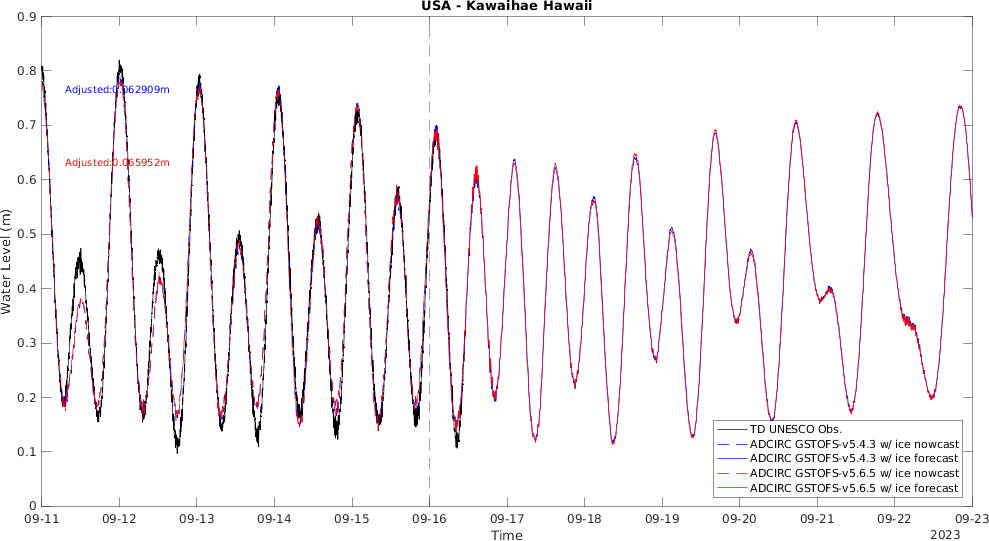 USA - Kawaihae Hawaii
0.9
0.8
0.7
0.6
0.5
0.4
0.3
0.2
0.1
0
Water Level (m)
Adjusted:0.062909m
Adjusted:0.065952m
TD UNESCO Obs.
ADCIRC GSTOFS-v5.4.3 w/ ice nowcast
ADCIRC GSTOFS-v5.4.3 w/ ice forecast
ADCIRC GSTOFS-v5.6.5 w/ ice nowcast
ADCIRC GSTOFS-v5.6.5 w/ ice forecast
09-11 09-12 09-13 09-14 09-15 09-16 09-17 09-18 09-19 09-20 09-21 09-22 09-23
Time
2023